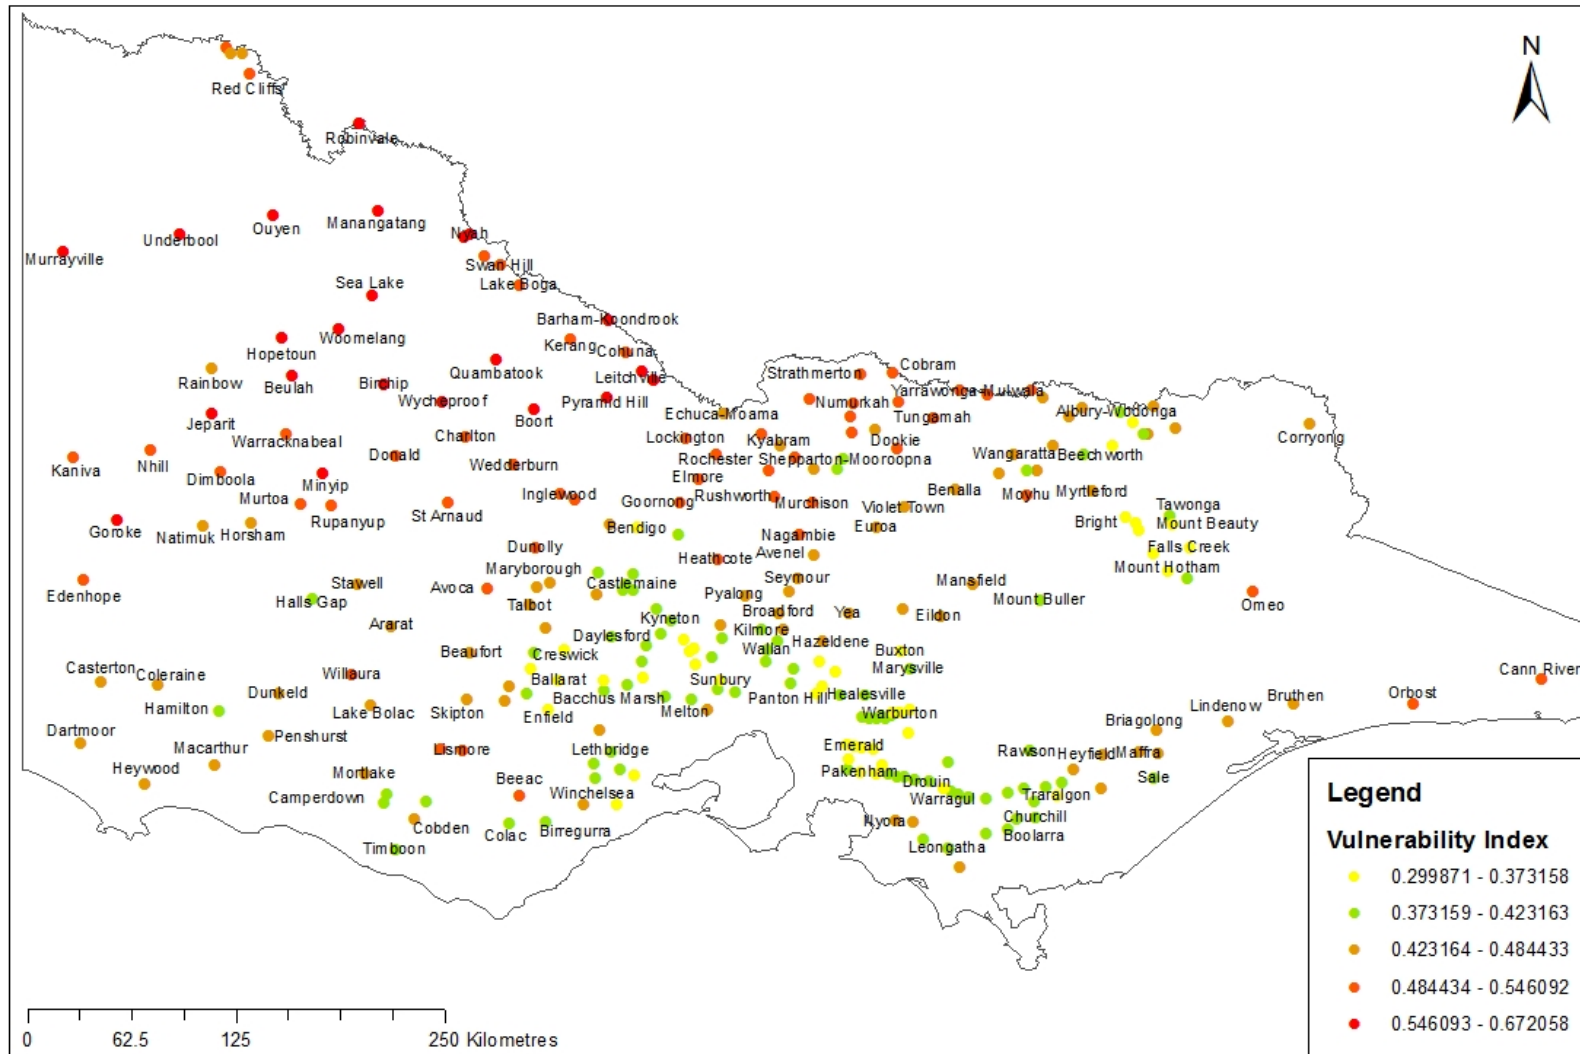 N
Red Cliffs
Robinvale
Ouyen
Manangatang
Underbool
Nyah
Murrayville
Swan Hill
Sea Lake
Lake Boga
Barham-Koondrook
Woomelang
Kerang
Hopetoun
Cohuna
Rainbow
Beulah
Birchip
Quambatook
Leitchville
Strathmerton
Cobram
Wycheproof
Pyramid Hill
Yarrawonga-Mulwala
Jeparit
Boort
Echuca-Moama
Numurkah
Tungamah
Albury-Wodonga
Warracknabeal
Charlton
Lockington
Kyabram
Dookie
Corryong
Kaniva
Nhill
Donald
Wedderburn
Rochester
Shepparton-Mooroopna
Wangaratta
Beechworth
Dimboola
Minyip
Elmore
Murtoa
Inglewood
Goornong
Rushworth
Murchison
Benalla
Moyhu
Myrtleford
Rupanyup
St Arnaud
Violet Town
Tawonga
Goroke
Natimuk
Horsham
Bendigo
Nagambie
Euroa
Bright
Mount Beauty
Dunolly
Heathcote
Avenel
Falls Creek
Maryborough
Mount Hotham
Edenhope
Stawell
Avoca
Castlemaine
Seymour
Mansfield
Halls Gap
Talbot
Pyalong
Mount Buller
Omeo
Ararat
Kyneton
Broadford
Yea
Eildon
Daylesford
Kilmore
Hazeldene
Beaufort
Creswick
Wallan
Buxton
Casterton
Coleraine
Willaura
Ballarat
Sunbury
Marysville
Cann River
Dunkeld
Bacchus Marsh
Panton Hill
Healesville
Bruthen
Orbost
Hamilton
Lake Bolac
Skipton
Enfield
Melton
Warburton
Lindenow
Dartmoor
Penshurst
Briagolong
Macarthur
Lismore
Lethbridge
Emerald
Rawson
Heyfield
Maffra
Heywood
Mortlake
Beeac
Pakenham
Drouin
Sale
Camperdown
Winchelsea
Warragul
Traralgon
Cobden
Colac
Birregurra
Nyora
Churchill
Boolarra
Timboon
Leongatha
Legend
Vulnerability Index
0.299871 - 0.373158
0.373159 - 0.423163
0.423164 - 0.484433
0.484434 - 0.546092
0.546093 - 0.672058
0 62.5 125 250 Kilometres